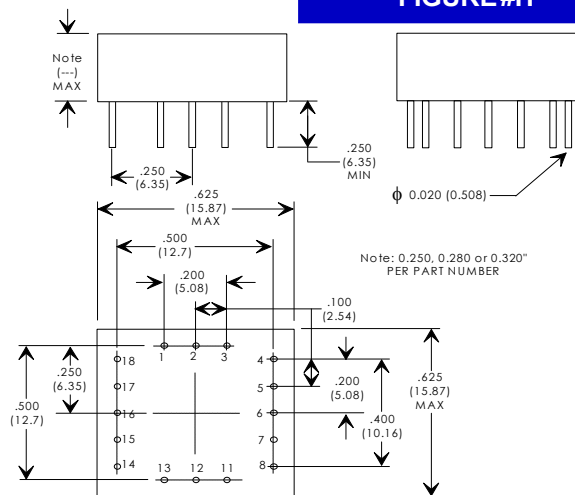 Note
(---)
MAX
.250
(6.35)
MIN
.250
(6.35)
.625
(15.87)
MAX
ϕ 0.020 (0.508)
.500
(12.7)
Note: 0.250, 0.280 or 0.320"
PER PART NUMBER
.200
(5.08)
.100
(2.54)
18 1 2 3 4
.250
(6.35)
17 5
.200
(5.08)
.625
(15.87)
MAX
16 6
.500
(12.7)
.400
(10.16)
15 7
14 13 12 11 8